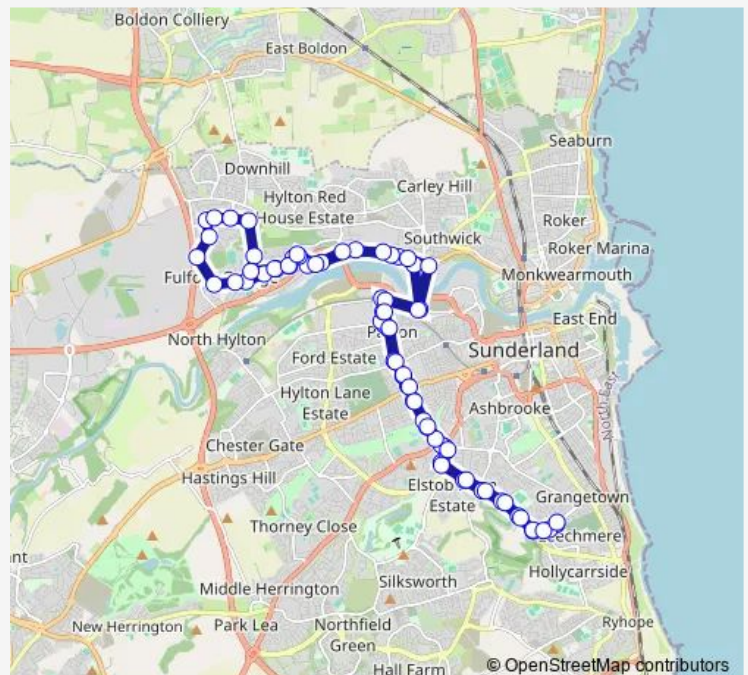 Boldon Colliery
East Boldon
Seaburn
Downhill
Carley Hill
Hylton Red
House Estate
Roker
Southwick
Roker Marina
Monkwearmouth
East End
North Hylton
Sunderland
Ford Estate
Hylton Lane
Estate
Ashbrooke
Chester Gate
Hastings Hill
Grangetown
Estate
Thorney Close
Hollycarrside
Silksworth
Middle Herrington
New Herrington
Park Lea
Northfield
Green
Ryhope
Hall Farm
© OpenStreetMap contributors